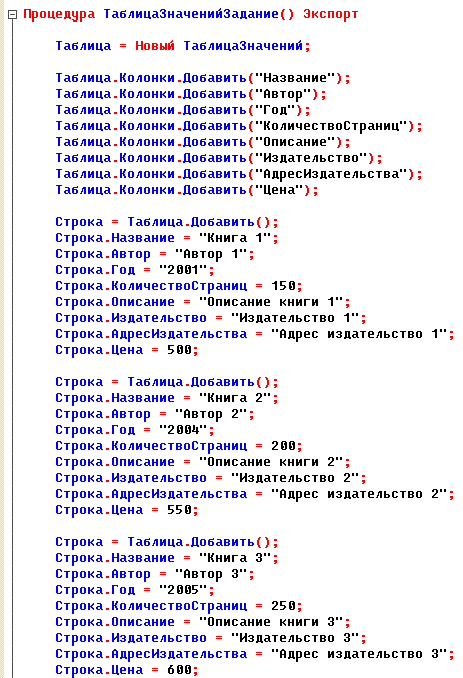 Процедура ТаблицаЗначенийЗадание() Экспорт
Таблица = Новый ТаблицаЗначений;
Таблица.Колонки.Добавить("Название");
Таблица.Колонки.Добавить("Автор");
Таблица.Колонки.Добавить("Год");
Таблица.Колонки.Добавить("КоличествоСтраниц");
Таблица.Колонки.Добавить("Описание");
Таблица.Колонки.Добавить("Издательство");
Таблица.Колонки.Добавить("АдресИздательства");
Таблица.Колонки.Добавить("Цена");
Строка = Таблица.Добавить();
Строка.Название = "Книга 1";
Строка.Автор = "Автор 1";
Строка.Год = "2001";
Строка.КоличествоСтраниц = 150;
Строка.Описание = "Описание книги 1";
Строка.Издательство = "Издательство 1";
Строка.АдресИздательства = "Адрес издательство 1";
Строка.Цена = 500;
Строка = Таблица.Добавить();
Строка.Название = "Книга 2";
Строка.Автор = "Автор 2";
Строка.Год = "2004";
Строка.КоличествоСтраниц = 200;
Строка.Описание = "Описание книги 2";
Строка.Издательство = "Издательство 2";
Строка.АдресИздательства = "Адрес издательство 2";
Строка.Цена = 550;
Строка = Таблица.Добавить();
Строка.Название = "Книга 3";
Строка.Автор = "Автор 3";
Строка.Год = "2005";
Строка.КоличествоСтраниц = 250;
Строка.Описание = "Описание книги 3";
Строка.Издательство = "Издательство 3";
Строка.АдресИздательства = "Адрес издательство 3";
Строка.Цена = 600;